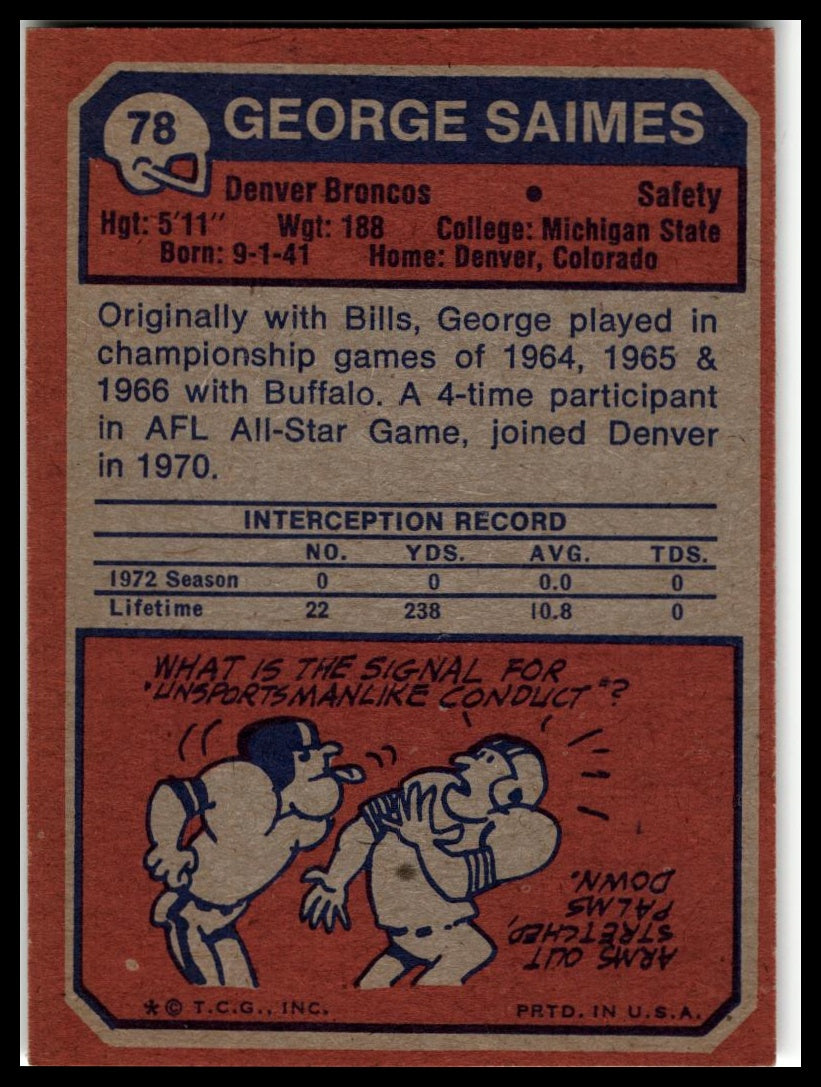 78
GEORGE SAIMES
Denver Broncos • Safety
Hgt: 5'11" Wgt: 188 College: Michigan State
Born: 9-1-41 Home: Denver, Colorado
Originally with Bills, George played in
championship games of 1964, 1965 &
1966 with Buffalo. A 4-time participant
in AFL All-Star Game, joined Denver
in 1970.
INTERCEPTION RECORD
NO. YDS. AVG. TDS.
1972 Season 0 0 0.0 0
Lifetime 22 238 10.8 0
WHAT IS THE SIGNAL FOR
"UNSPORTSMANLIKE CONDUCT"?
ARMS OUT
STRETCHED,
PALMS
DOWN.
* © T.C.G., INC. PRTD. IN U.S.A.